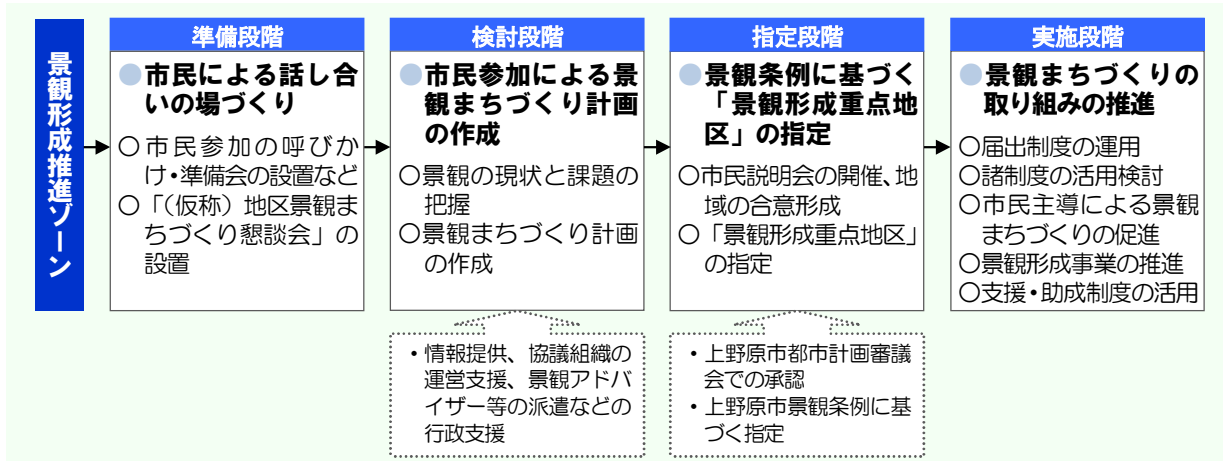 景観形成推進ゾーン
準備段階
●市民による話し合
いの場づくり
○市民参加の呼びか
け・準備会の設置など
○「（仮称）地区景観ま
ちづくり懇談会」の
設置
検討段階
●市民参加による景
観まちづくり計画
の作成
○景観の現状と課題の
把握
○景観まちづくり計画
の作成
・情報提供、協議組織の
運営支援、景観アドバ
イザー等の派遣などの
行政支援
指定段階
●景観条例に基づく
「景観形成重点地
区」の指定
○市民説明会の開催、地
域の合意形成
○「景観形成重点地区」
の指定
・上野原市都市計画審議
会での承認
・上野原市景観条例に基
づく指定
実施段階
●景観まちづくりの
取り組みの推進
○届出制度の運用
○諸制度の活用検討
○市民主導による景観
まちづくりの促進
○景観形成事業の推進
○支援・助成制度の活用